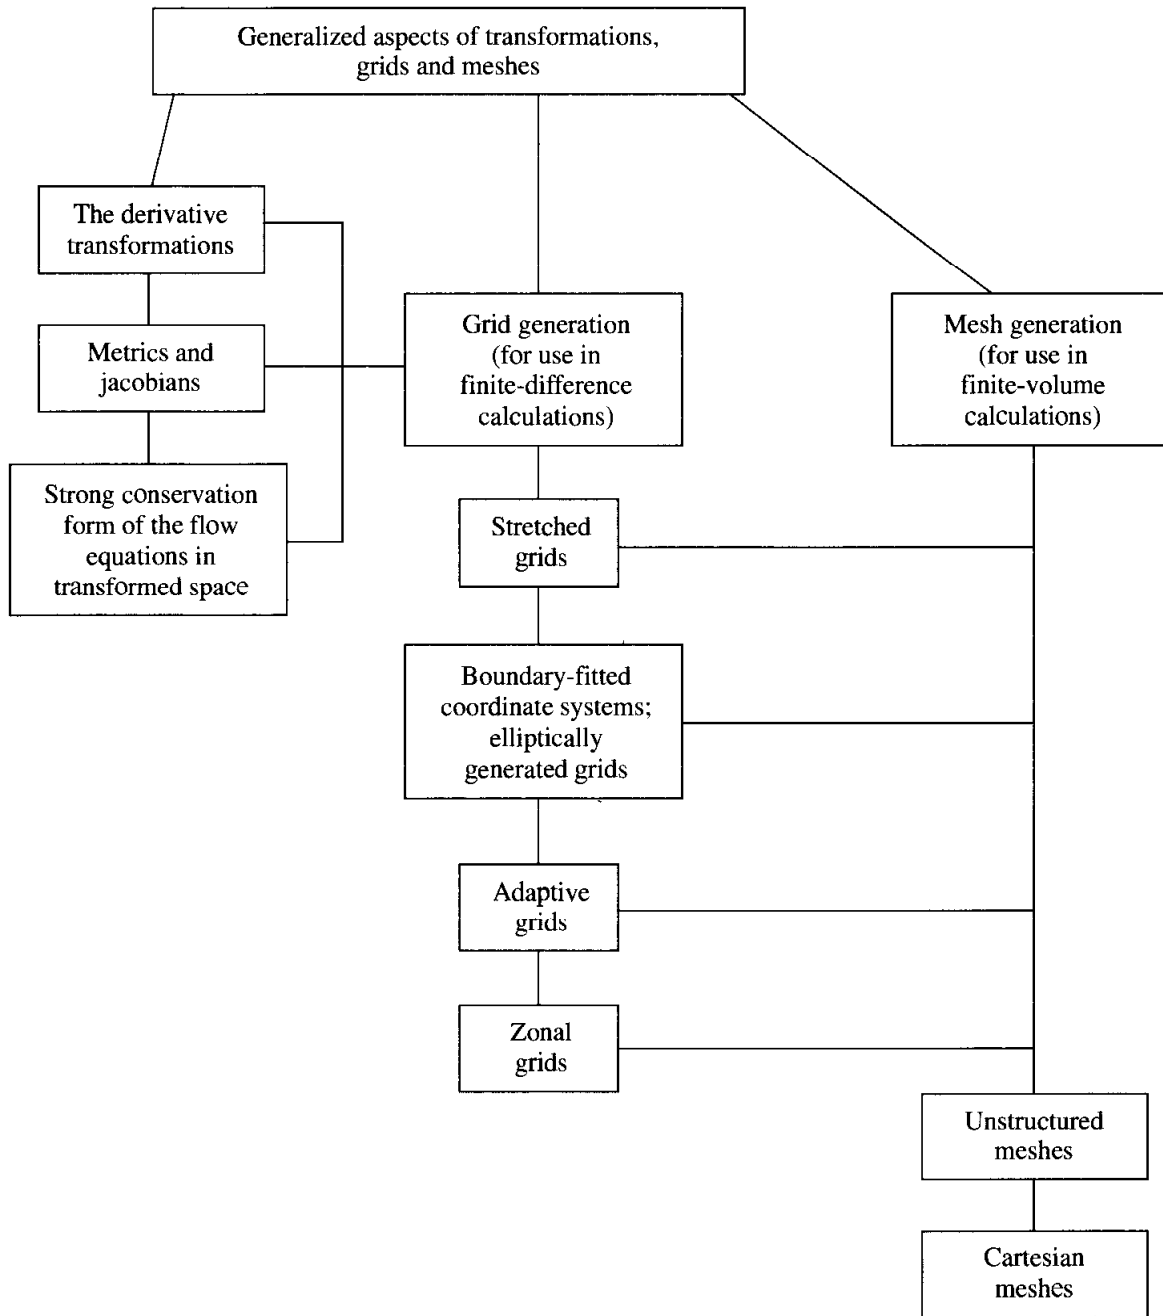 Generalized aspects of transformations,
grids and meshes
The derivative
transformations
Metrics and
jacobians
Strong conservation
form of the flow
equations in
transformed space
Grid generation
(for use in
finite-difference
calculations)
Mesh generation
(for use in
finite-volume
calculations)
Stretched
grids
Boundary-fitted
coordinate systems;
elliptically
generated grids
Adaptive
grids
Zonal
grids
Unstructured
meshes
Cartesian
meshes